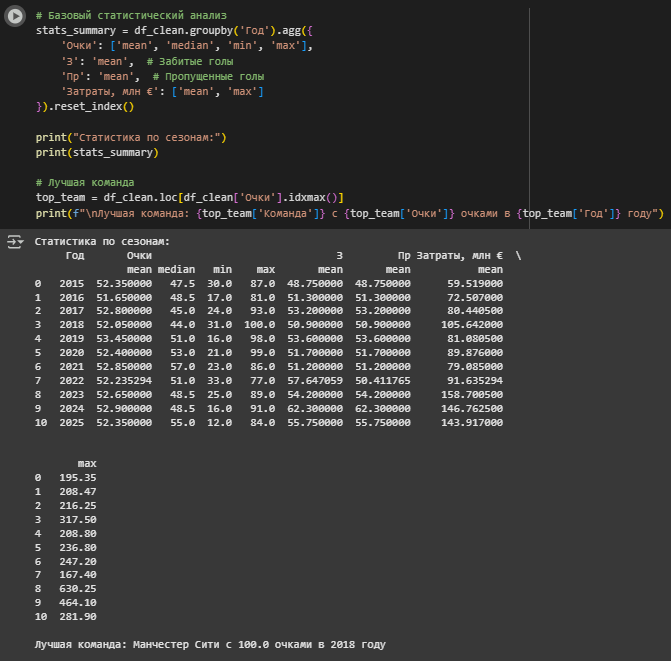 # Базовый статистический анализ
stats_summary = df_clean.groupby('Год').agg({
    'Очки': ['mean', 'median', 'min', 'max'],
    'З': 'mean',  # Забитые голы
    'Пр': 'mean',  # Пропущенные голы
    'Затраты, млн €': ['mean', 'max']
}).reset_index()

print("Статистика по сезонам:")
print(stats_summary)

# Лучшая команда
top_team = df_clean.loc[df_clean['Очки'].idxmax()]
print(f"\nЛучшая команда: {top_team['Команда']} с {top_team['Очки']} очками в {top_team['Год']} году")

Статистика по сезонам:
     Год       Очки                             З         Пр Затраты, млн €  \
                mean median   min    max       mean       mean           mean
0   2015  52.350000   47.5  30.0   87.0  48.750000  48.750000      59.519000
1   2016  51.650000   48.5  17.0   81.0  51.300000  51.300000      72.507000
2   2017  52.800000   45.0  24.0   93.0  53.200000  53.200000      80.440500
3   2018  52.050000   44.0  31.0  100.0  50.900000  50.900000     105.642000
4   2019  53.450000   51.0  16.0   98.0  53.600000  53.600000      81.080500
5   2020  52.400000   53.0  21.0   99.0  51.700000  51.700000      89.876000
6   2021  52.850000   57.0  23.0   86.0  51.200000  51.200000      79.085000
7   2022  52.235294   51.0  33.0   77.0  57.647059  50.411765      91.635294
8   2023  52.650000   48.5  25.0   89.0  54.200000  54.200000     158.700500
9   2024  52.900000   48.5  16.0   91.0  62.300000  62.300000     146.762500
10  2025  52.350000   55.0  12.0   84.0  55.750000  55.750000     143.917000

       max
0   195.35
1   208.47
2   216.25
3   317.50
4   208.80
5   236.80
6   247.20
7   167.40
8   630.25
9   464.10
10  281.90

Лучшая команда: Манчестер Сити с 100.0 очками в 2018 году